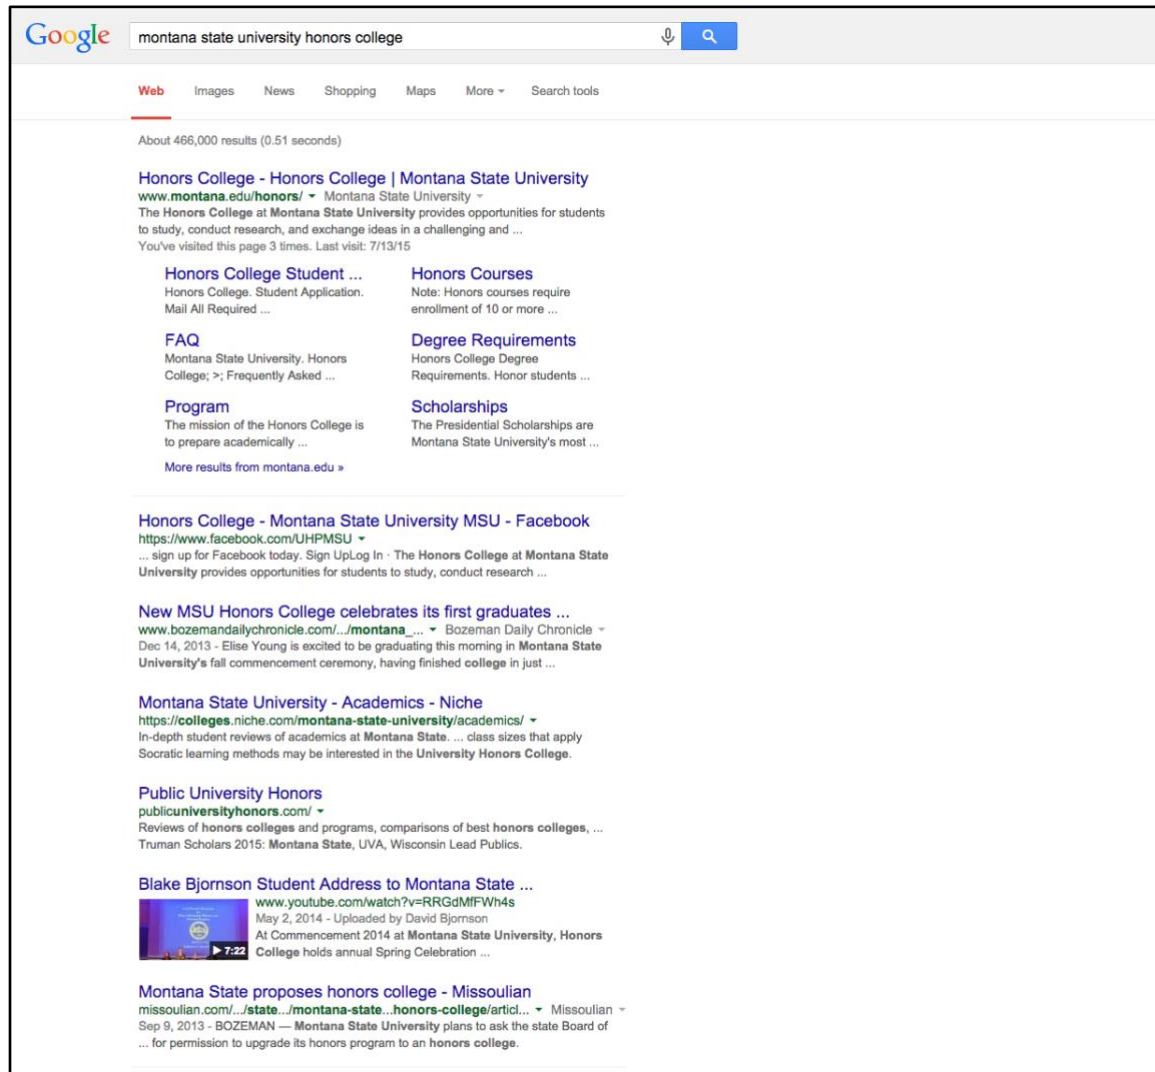 Google
montana state university honors college
Web Images News Shopping Maps More Search tools
About 466,000 results (0.51 seconds)
Honors College - Honors College | Montana State University
www.montana.edu/honors/ Montana State University
The Honors College at Montana State University provides opportunities for students
to study, conduct research, and exchange ideas in a challenging and ...
You've visited this page 3 times. Last visit: 7/13/15
Honors College Student ...
Honors College. Student Application.
Mail All Required ...
Honors Courses
Note: Honors courses require
enrollment of 10 or more ...
FAQ
Montana State University. Honors
College; >; Frequently Asked ...
Degree Requirements
Honors College Degree
Requirements. Honor students ...
Program
The mission of the Honors College is
to prepare academically ...
Scholarships
The Presidential Scholarships are
Montana State University's most ...
More results from montana.edu »
Honors College - Montana State University MSU - Facebook
https://www.facebook.com/UHPMSU
... sign up for Facebook today. Sign UpLog In · The Honors College at Montana State
University provides opportunities for students to study, conduct research ...
New MSU Honors College celebrates its first graduates ...
www.bozemandailychronicle.com/.../montana_... Bozeman Daily Chronicle
Dec 14, 2013 - Elise Young is excited to be graduating this morning in Montana State
University's fall commencement ceremony, having finished college in just ...
Montana State University - Academics - Niche
https://colleges.niche.com/montana-state-university/academics/
In-depth student reviews of academics at Montana State. ... class sizes that apply
Socratic learning methods may be interested in the University Honors College.
Public University Honors
publicuniversityhonors.com/
Reviews of honors colleges and programs, comparisons of best honors colleges, ...
Truman Scholars 2015: Montana State, UVA, Wisconsin Lead Publics.
Blake Bjornson Student Address to Montana State ...
www.youtube.com/watch?v=RRGdMfFWh4s
May 2, 2014 - Uploaded by David Bjornson
At Commencement 2014 at Montana State University, Honors
College holds annual Spring Celebration ...
7:22
Montana State proposes honors college - Missoulian
missoulian.com/.../state.../montana-state...honors-college/articl... Missoulian
Sep 9, 2013 - BOZEMAN — Montana State University plans to ask the state Board of
... for permission to upgrade its honors program to an honors college.